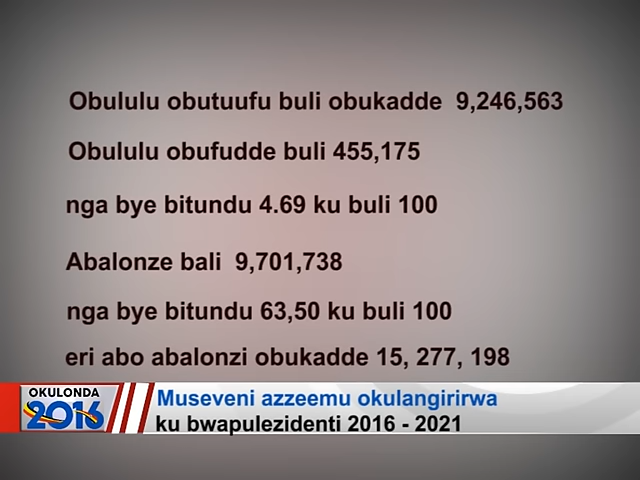 Obululu obutuufu buli obukadde 9,246,563
Obululu obufudde buli 455,175
nga bye bitundu 4.69 ku buli 100
Abalonze bali 9,701,738
nga bye bitundu 63,50 ku buli 100
eri abo abalonzi obukadde 15, 277, 198
OKULONDA
2016
Museveni azzeemu okulangirirwa
ku bwapulezidenti 2016 - 2021